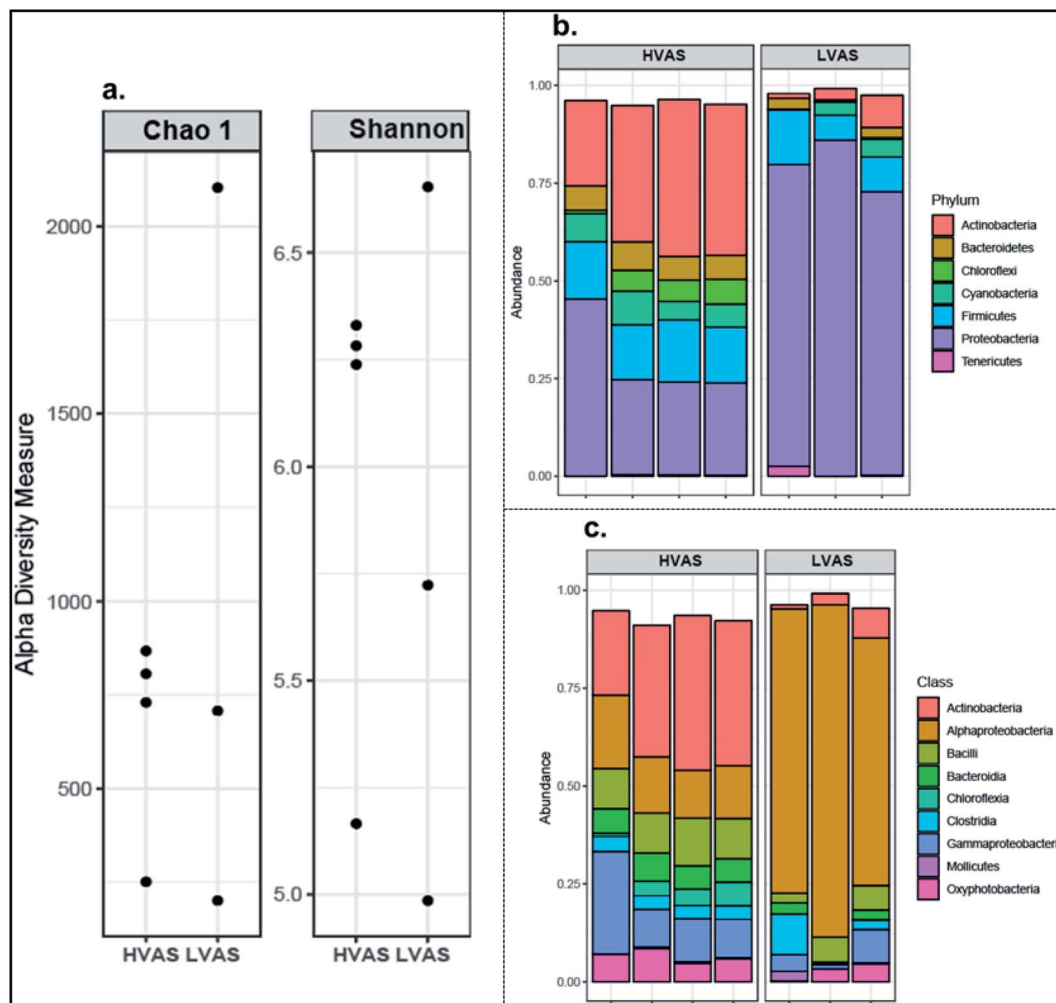 a.
Chao 1
Shannon
Alpha Diversity Measure
2000
1500
1000
500
6.5
6.0
5.5
5.0
HVAS LVAS
HVAS LVAS
b.
HVAS
LVAS
Abundance
1.00
0.75
0.50
0.25
0.00
Phylum
Actinobacteria
Bacteroidetes
Chloroflexi
Cyanobacteria
Firmicutes
Proteobacteria
Tenericutes
c.
HVAS
LVAS
Abundance
1.00
0.75
0.50
0.25
0.00
Class
Actinobacteria
Alphaproteobacteria
Bacilli
Bacteroidia
Chloroflexia
Clostridia
Gammaproteobacteri
Mollicutes
Oxyphotobacteria